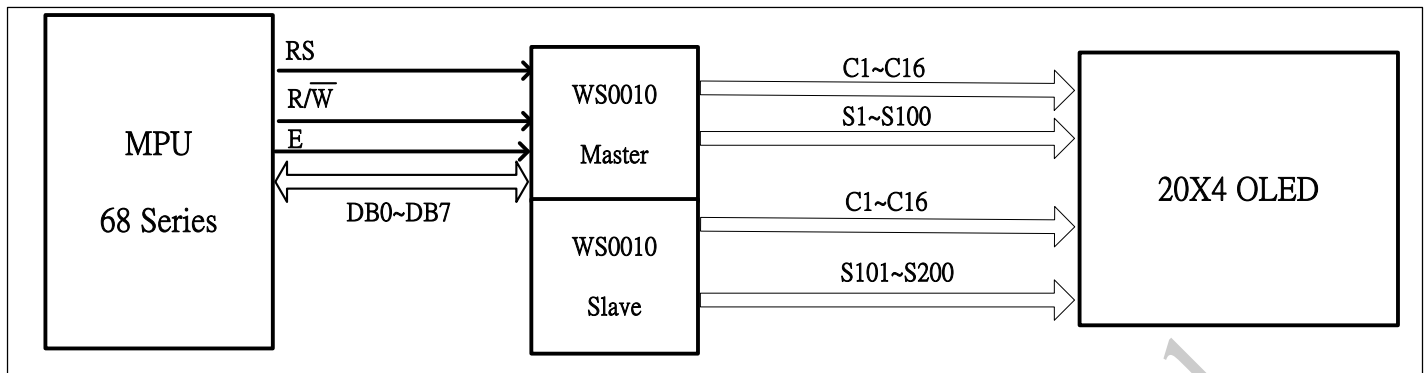 RS
R/W̅
E
DB0~DB7
MPU
68 Series
WS0010
Master
WS0010
Slave
C1~C16
S1~S100
C1~C16
S101~S200
20X4 OLED